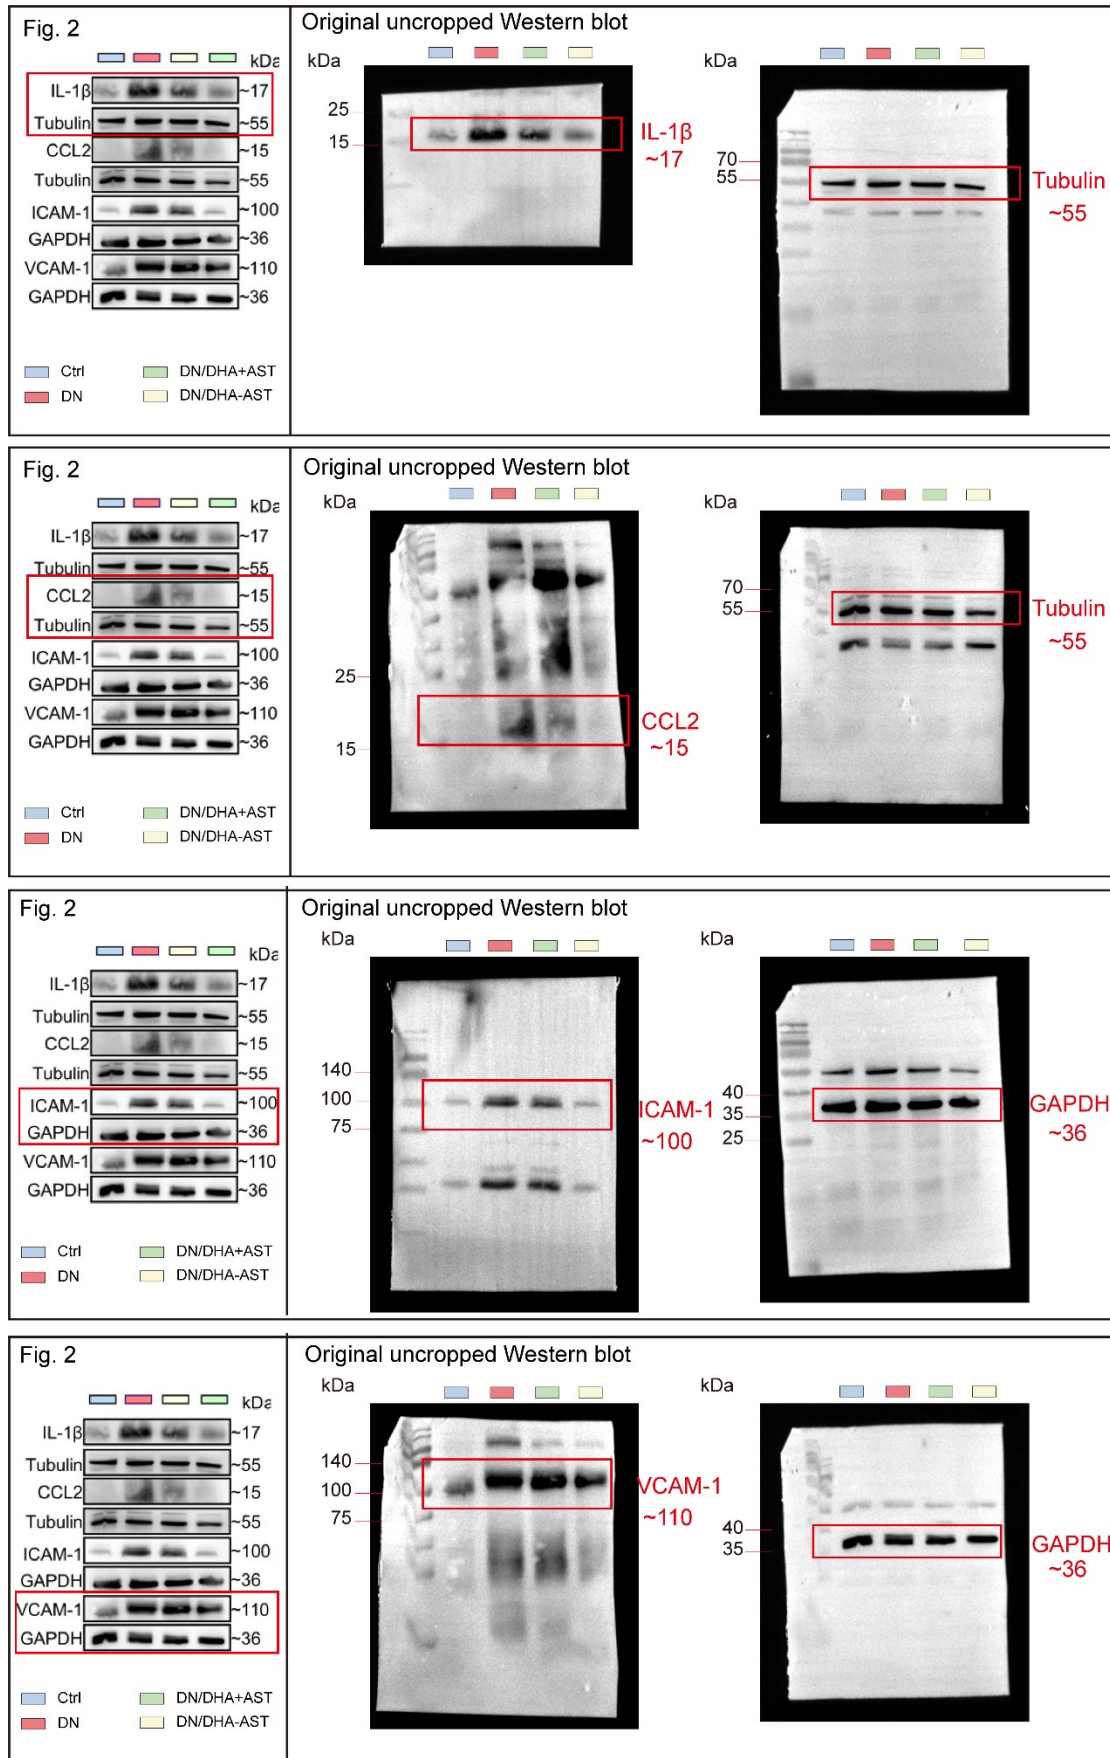 Fig. 2
kDa
IL-1β ~17
Tubulin ~55
CCL2 ~15
Tubulin ~55
ICAM-1 ~100
GAPDH ~36
VCAM-1 ~110
GAPDH ~36
Ctrl DN/DHA+AST
DN DN/DHA-AST
Original uncropped Western blot
kDa
25
15
IL-1β
~17
kDa
70
55
Tubulin
~55
Fig. 2
kDa
IL-1β ~17
Tubulin ~55
CCL2 ~15
Tubulin ~55
ICAM-1 ~100
GAPDH ~36
VCAM-1 ~110
GAPDH ~36
Ctrl DN/DHA+AST
DN DN/DHA-AST
Original uncropped Western blot
kDa
25
15
CCL2
~15
kDa
70
55
Tubulin
~55
Fig. 2
kDa
IL-1β ~17
Tubulin ~55
CCL2 ~15
Tubulin ~55
ICAM-1 ~100
GAPDH ~36
VCAM-1 ~110
GAPDH ~36
Ctrl DN/DHA+AST
DN DN/DHA-AST
Original uncropped Western blot
kDa
140
100
75
ICAM-1
~100
kDa
40
35
25
GAPDH
~36
Fig. 2
kDa
IL-1β ~17
Tubulin ~55
CCL2 ~15
Tubulin ~55
ICAM-1 ~100
GAPDH ~36
VCAM-1 ~110
GAPDH ~36
Ctrl DN/DHA+AST
DN DN/DHA-AST
Original uncropped Western blot
kDa
140
100
75
VCAM-1
~110
kDa
40
35
GAPDH
~36